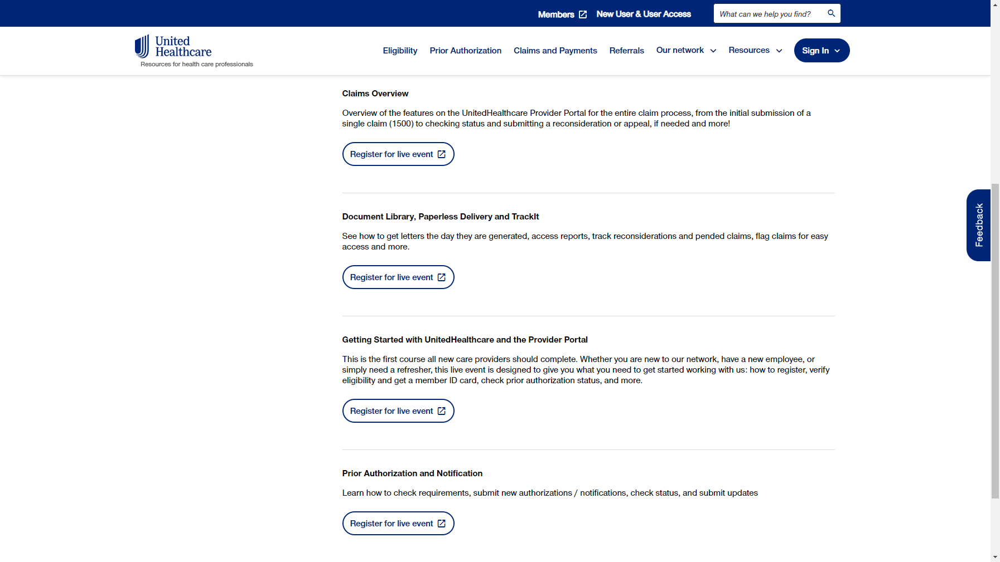 Members
New User & User Access
What can we help you find?
United
Healthcare
Resources for health care professionals
Eligibility
Prior Authorization
Claims and Payments
Referrals
Our network
Resources
Sign In
Claims Overview
Overview of the features on the UnitedHealthcare Provider Portal for the entire claim process, from the initial submission of a
single claim (1500) to checking status and submitting a reconsideration or appeal, if needed and more!
Register for live event
Feedback
Document Library, Paperless Delivery and TrackIt
See how to get letters the day they are generated, access reports, track reconsiderations and pended claims, flag claims for easy
access and more.
Register for live event
Getting Started with UnitedHealthcare and the Provider Portal
This is the first course all new care providers should complete. Whether you are new to our network, have a new employee, or
simply need a refresher, this live event is designed to give you what you need to get started working with us: how to register, verify
eligibility and get a member ID card, check prior authorization status, and more.
Register for live event
Prior Authorization and Notification
Learn how to check requirements, submit new authorizations / notifications, check status, and submit updates
Register for live event